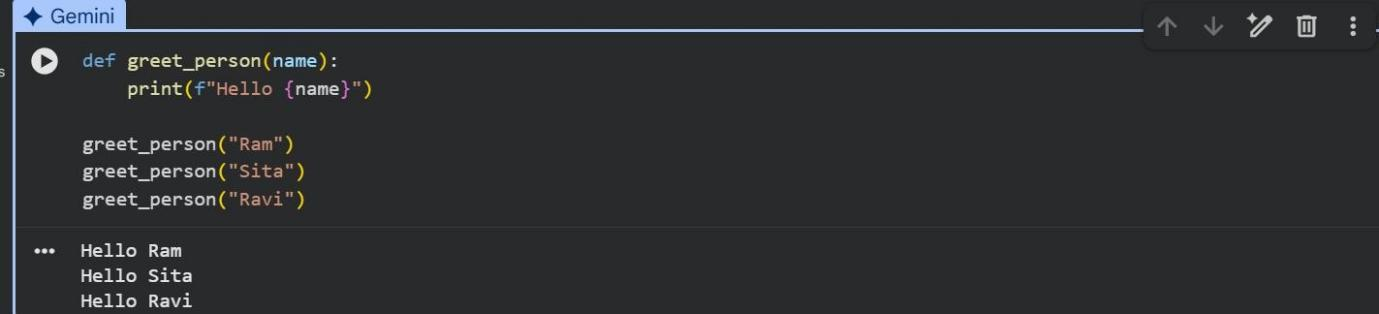 Gemini
s
def greet_person(name):
    print(f"Hello {name}")
greet_person("Ram")
greet_person("Sita")
greet_person("Ravi")
Hello Ram
Hello Sita
Hello Ravi